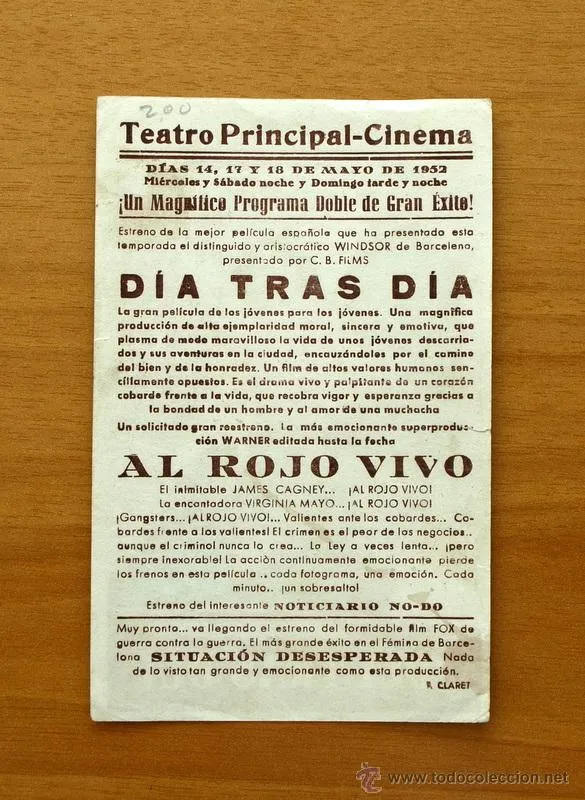 2,00
Teatro Principal-Cinema
DÍAS 14, 17 Y 18 DE MAYO DE 1952
Miércoles y Sábado noche y Domingo tarde y noche
¡Un Magnífico Programa Doble de Gran Éxito!
Estreno de la mejor película española que ha presentado esta
temporada el distinguido y aristocrático WINDSOR de Barcelona,
presentado por C. B. FILMS
DÍA TRAS DÍA
La gran película de los jóvenes para los jóvenes. Una magnífica
producción de alta ejemplaridad moral, sincera y emotiva, que
plasma de modo maravilloso la vida de unos jóvenes descarria-
dos y sus aventuras en la ciudad, encauzándoles por el camino
del bien y de la honradez. Un film de altos valores humanos sen-
cillamente opuestos. Es el drama vivo y palpitante de un corazón
cobarde frente a la vida, que recobra vigor y esperanza gracias a
la bondad de un hombre y al amor de una muchacha
Un solicitado gran reestreno. La más emocionante superproduc-
ción WARNER editada hasta la fecha
AL ROJO VIVO
El inimitable JAMES CAGNEY... ¡AL ROJO VIVO!
La encantadora VIRGINIA MAYO... ¡AL ROJO VIVO!
¡Gangsters... ¡AL ROJO VIVO!... Valientes ante los cobardes... Co-
bardes frente a los valientes! El crimen es el peor de los negocios..
aunque el criminal nunca lo crea... La Ley a veces lenta... ¡pero
siempre inexorable! La acción continuamente emocionante pierde
los frenos en esta película .. cada fotograma, una emoción. Cada
minuto.. ¡un sobresalto!
Estreno del interesante NOTICIARIO NO-DO
Muy pronto... va llegando el estreno del formidable film FOX de
guerra contra la guerra. El más grande éxito en el Fémina de Barce-
lona SITUACIÓN DESESPERADA Nada
de lo visto tan grande y emocionante como esta producción.
F. CLARET
todocoleccion
www.todocoleccion.net